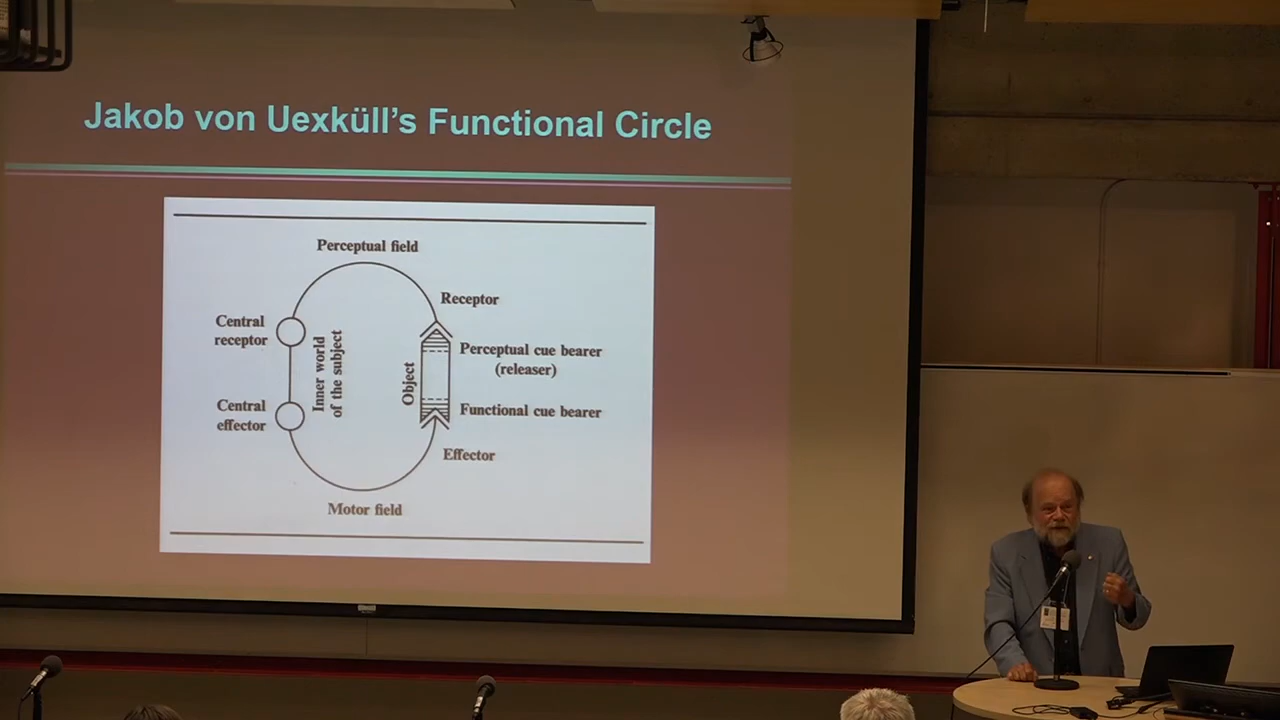 Jakob von Uexküll's Functional Circle
Perceptual field
Receptor
Central
receptor
Inner world
of the subject
Object
Perceptual cue bearer
(releaser)
Central
effector
Functional cue bearer
Effector
Motor field